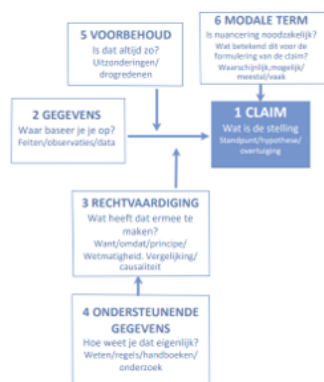 6 MODALE TERM
Is nuancering noodzakelijk?
Wat betekend dit voor de
formulering van de claim?
Waarschijnlijk,mogelijk/
meestal/vaak
5 VOORBEHOUD
Is dat altijd zo?
Uitzonderingen/
drogredenen
2 GEGEVENS
Waar baseer je je op?
Feiten/observaties/data
1 CLAIM
Wat is de stelling
Standpunt/hypothese/
overtuiging
3 RECHTVAARDIGING
Wat heeft dat ermee te
maken?
Want/omdat/principe/
Wetmatigheid. Vergelijking/
causaliteit
4 ONDERSTEUNENDE
GEGEVENS
Hoe weet je dat eigenlijk?
Weten/regels/handboeken/
onderzoek